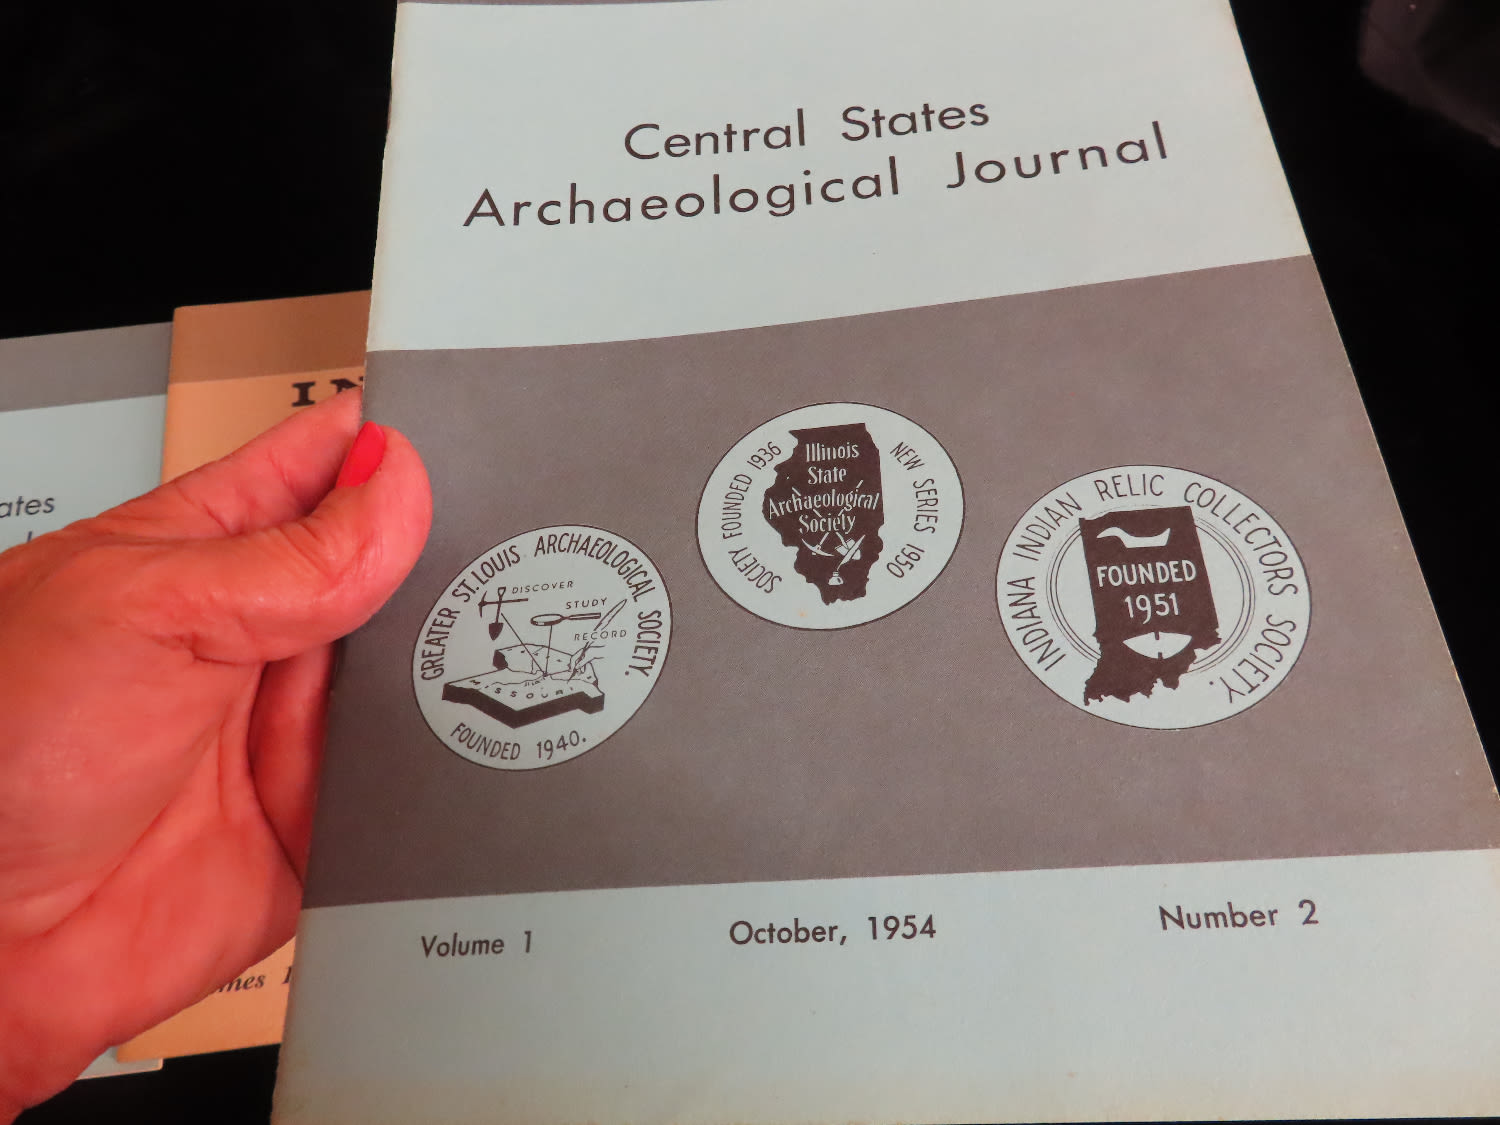 Central States
Archaeological Journal
GREATER ST. LOUIS ARCHAEOLOGICAL SOCIETY.
DISCOVER
STUDY
RECORD
MISSOURI
FOUNDED 1940.
SOCIETY FOUNDED 1936
NEW SERIES 1950
Illinois
State
Archaeological
Society
INDIANA INDIAN RELIC COLLECTORS SOCIETY.
FOUNDED
1951
Volume 1
October, 1954
Number 2